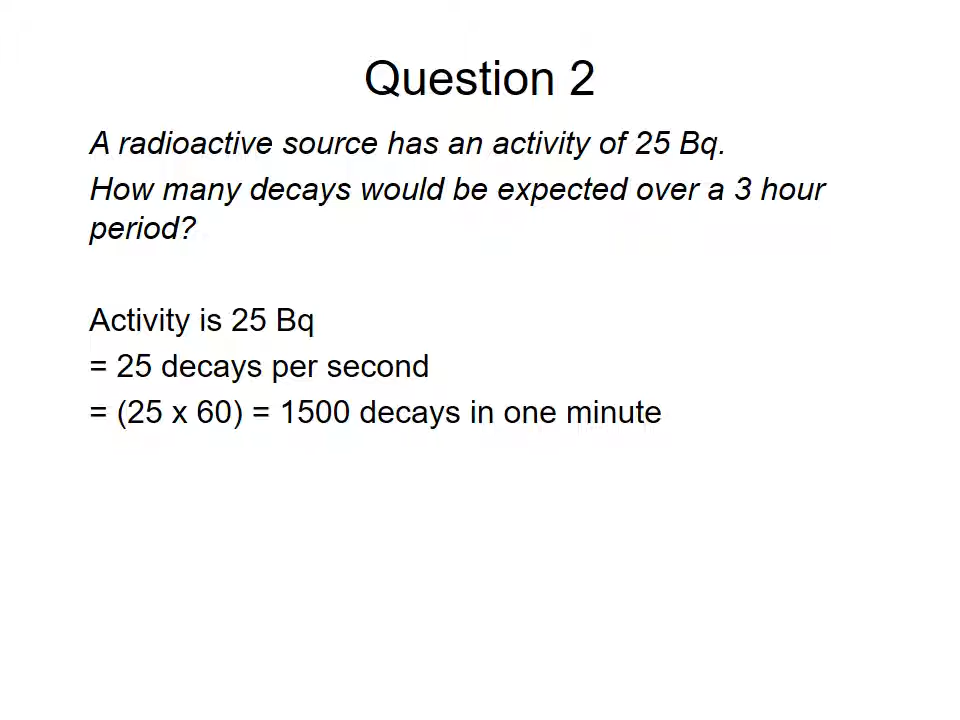 Question 2
A radioactive source has an activity of 25 Bq.
How many decays would be expected over a 3 hour
period?
Activity is 25 Bq
= 25 decays per second
= (25 x 60) = 1500 decays in one minute